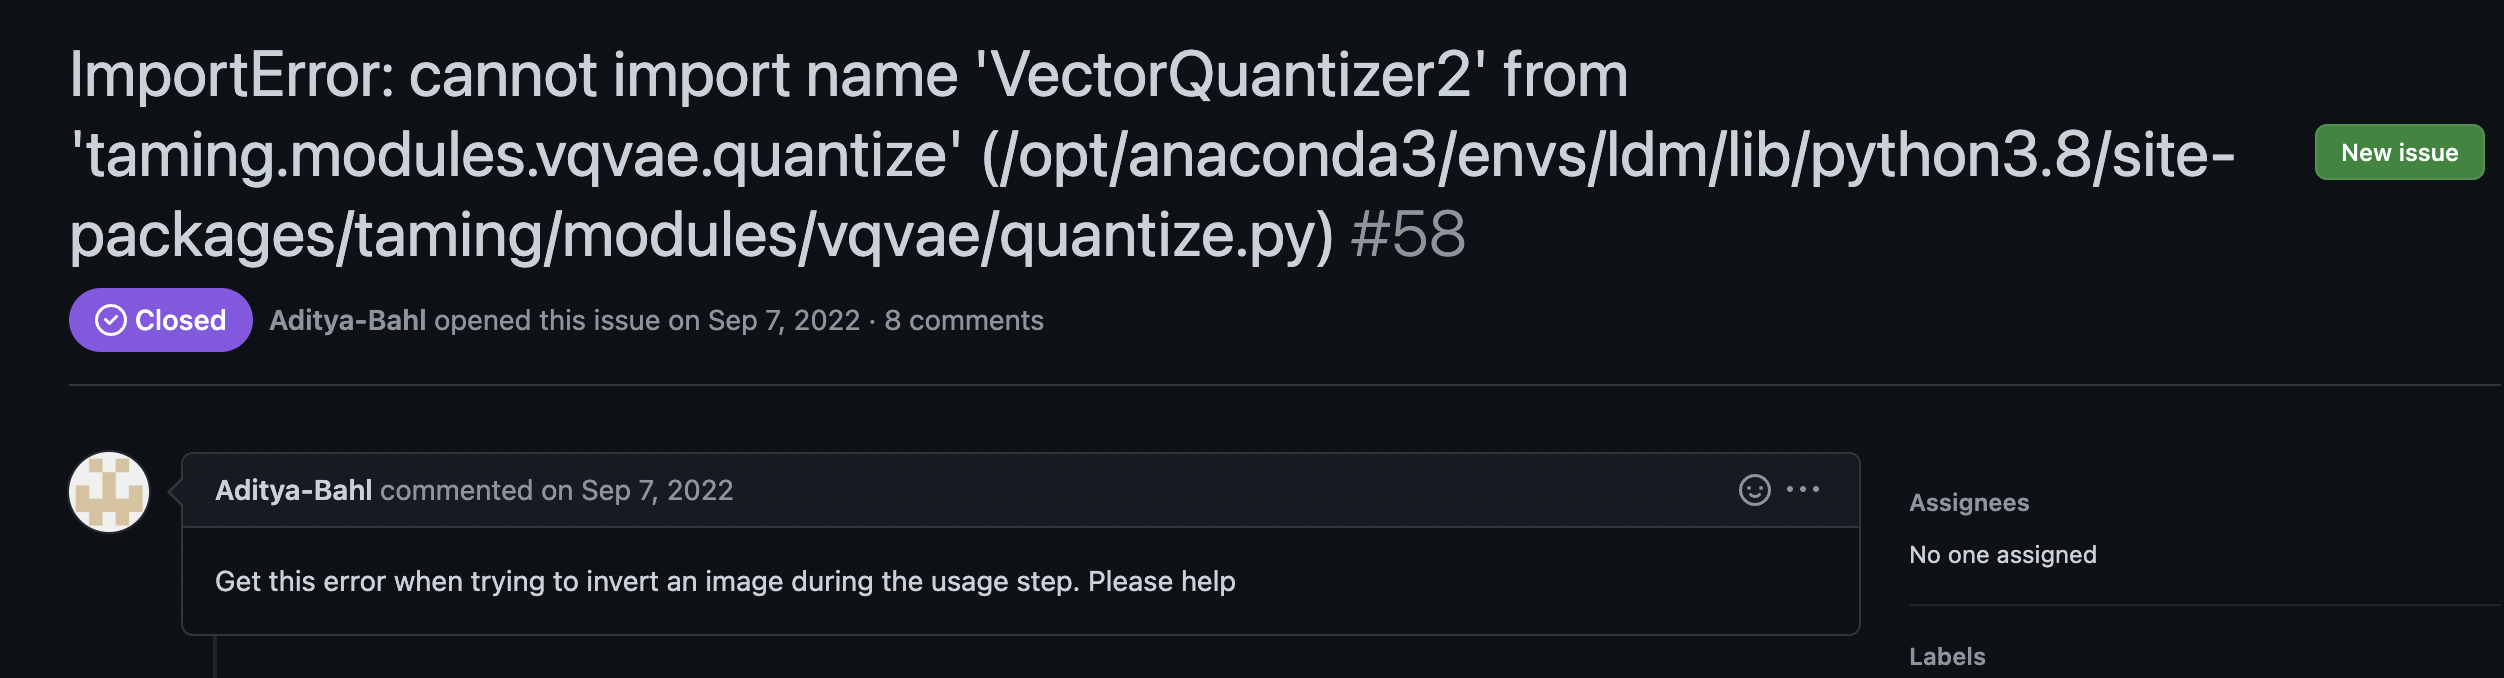 ImportError: cannot import name 'VectorQuantizer2' from
'taming.modules.vqvae.quantize' (/opt/anaconda3/envs/ldm/lib/python3.8/site-
packages/taming/modules/vqvae/quantize.py) #58
New issue
Closed Aditya-Bahl opened this issue on Sep 7, 2022 · 8 comments
Aditya-Bahl commented on Sep 7, 2022
Get this error when trying to invert an image during the usage step. Please help
Assignees
No one assigned
Labels